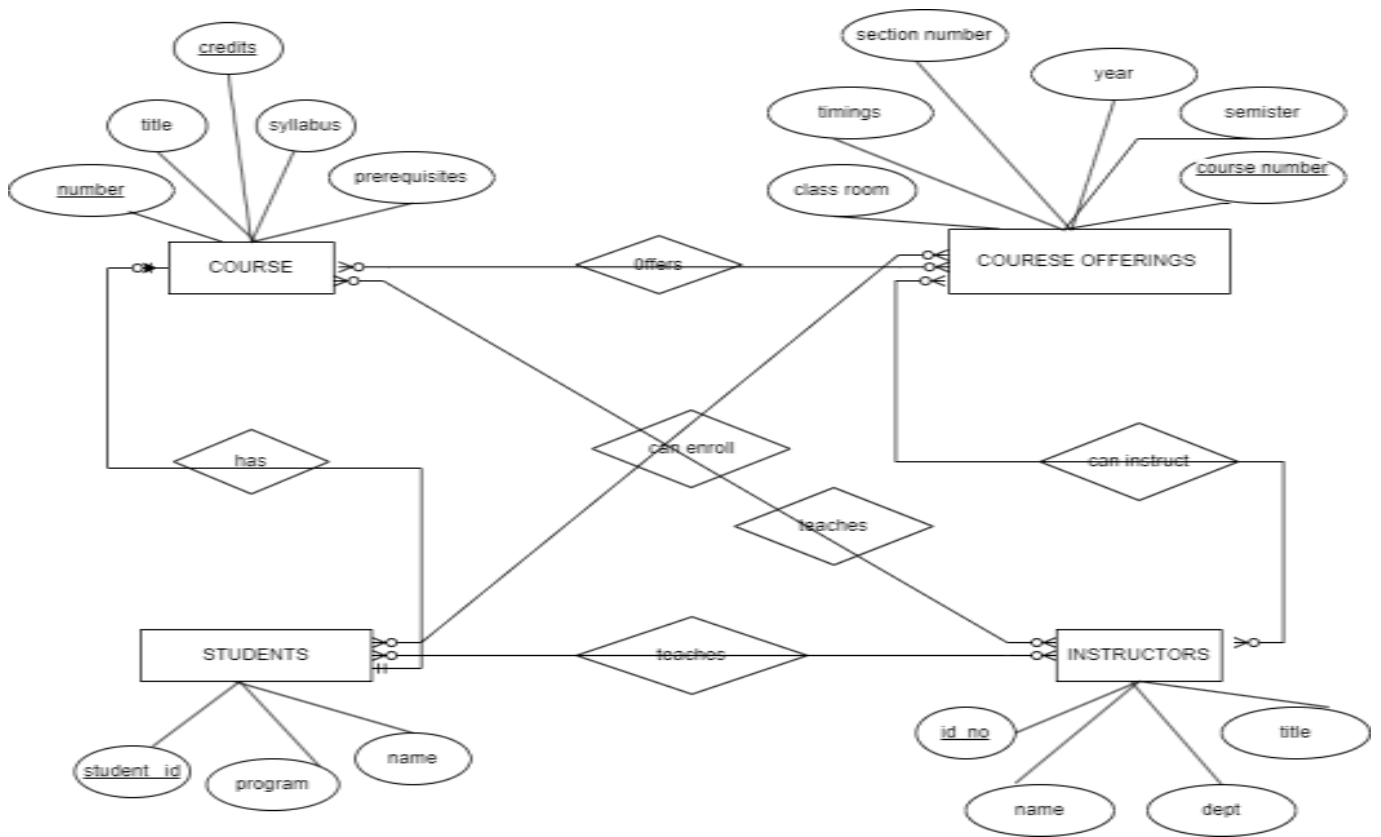 credits
section number
year
title
syllabus
timings
semister
number
prerequisites
class room
course number
COURSE
0ffers
COURESE OFFERINGS
has
can enroll
can instruct
teaches
STUDENTS
teaches
INSTRUCTORS
student_id
program
name
id_no
title
name
dept